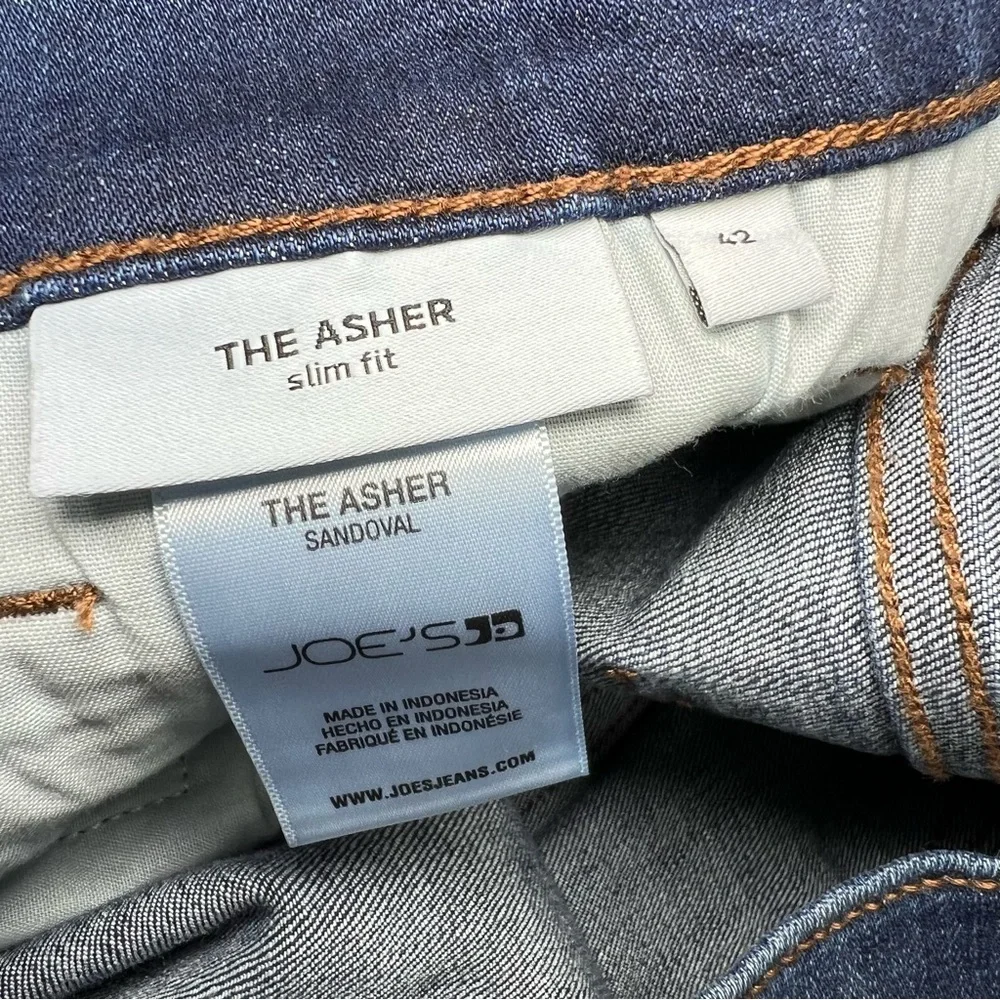 THE ASHER
slim fit
42
THE ASHER
SANDOVAL
JOE'S
MADE IN INDONESIA
HECHO EN INDONESIA
FABRIQUÉ EN INDONÉSIE
WWW.JOESJEANS.COM